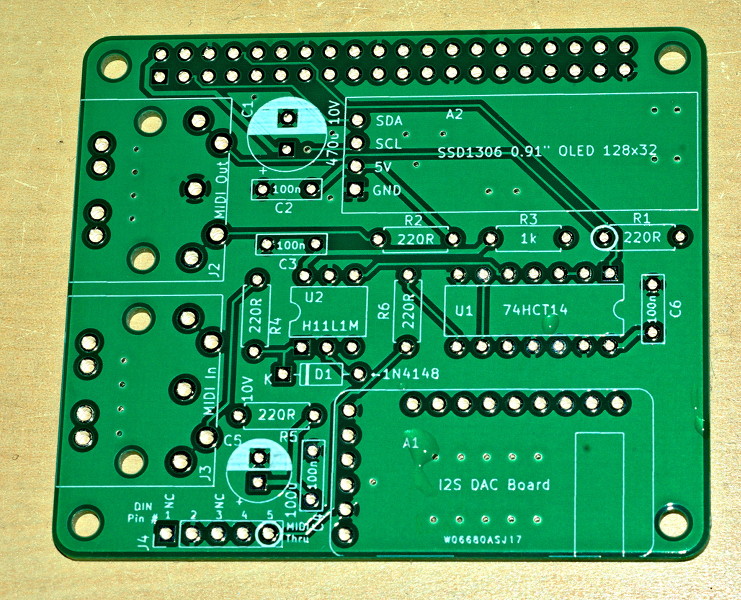 C1
470u 10V
+
SDA
SCL
5V
GND
A2
SSD1306 0.91" OLED 128x32
100n
C2
MIDI Out
J2
R2
220R
R3
1k
R1
220R
100n
C3
U2
H11L1M
220R
R4
R6
220R
U1
74HCT14
100n
C6
K
D1
←1N4148
MIDI In
J3
10V
220R
R5
C5
+
100u
100n
A1
I2S DAC Board
W06680ASJ17
DIN
Pin #
NC
1
2
NC
3
4
5
MIDI
Thru
J4